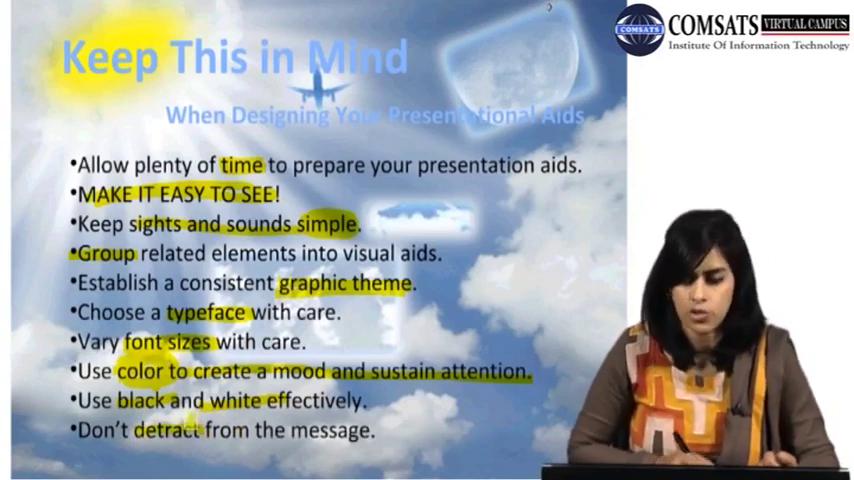 COMSATS VIRTUAL CAMPUS
Institute Of Information Technology
COMSATS
Keep This in Mind
When Designing Your Presentational Aids
•Allow plenty of time to prepare your presentation aids.
•MAKE IT EASY TO SEE!
•Keep sights and sounds simple.
•Group related elements into visual aids.
•Establish a consistent graphic theme.
•Choose a typeface with care.
•Vary font sizes with care.
•Use color to create a mood and sustain attention.
•Use black and white effectively.
•Don't detract from the message.